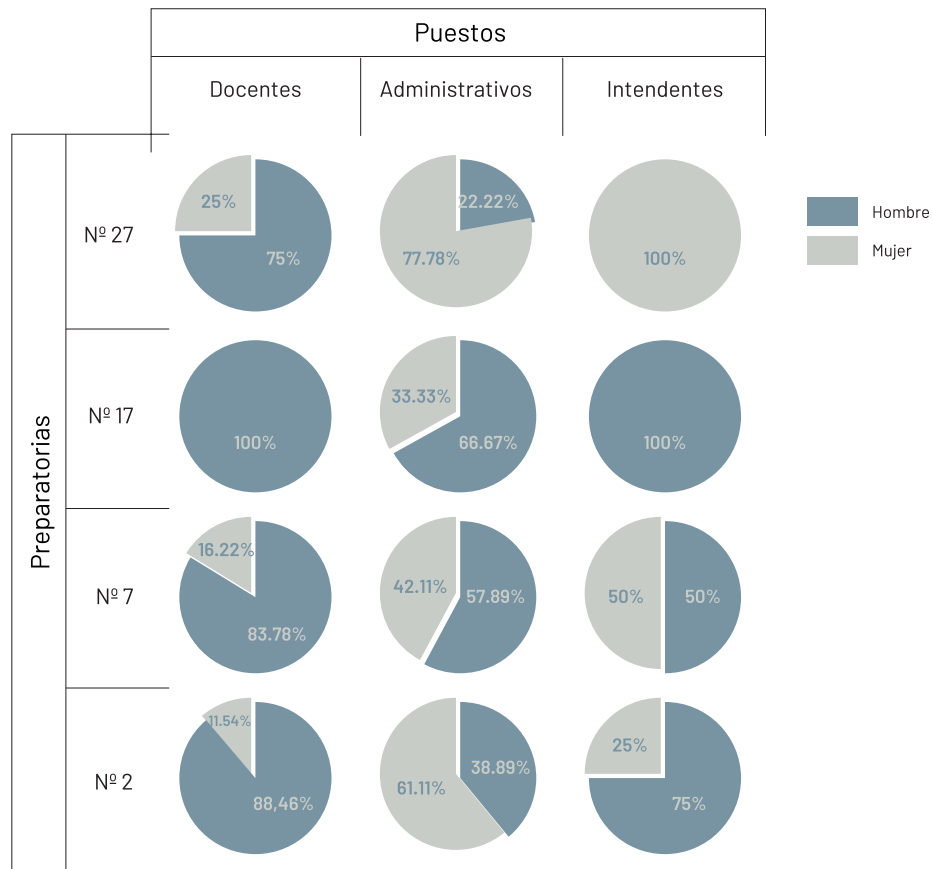 Puestos
Docentes
Administrativos
Intendentes
Preparatorias
Nº 27
25%
75%
22.22%
77.78%
100%
Hombre
Mujer
Nº 17
100%
33.33%
66.67%
100%
Nº 7
16.22%
83.78%
42.11%
57.89%
50%
50%
Nº 2
11.54%
88,46%
61.11%
38.89%
25%
75%